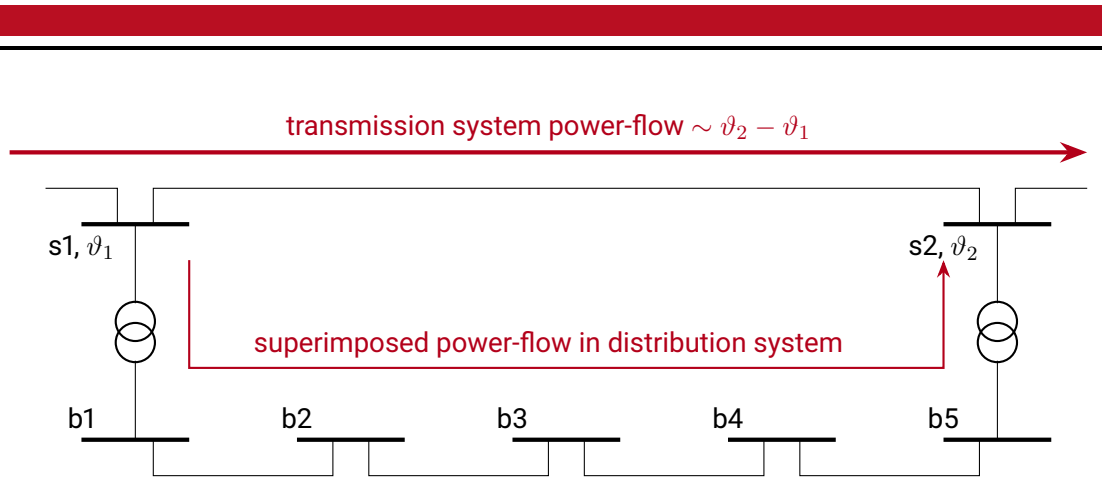 transmission system power-flow ∼ ϑ₂ − ϑ₁
s1, ϑ₁
s2, ϑ₂
superimposed power-flow in distribution system
b1
b2
b3
b4
b5